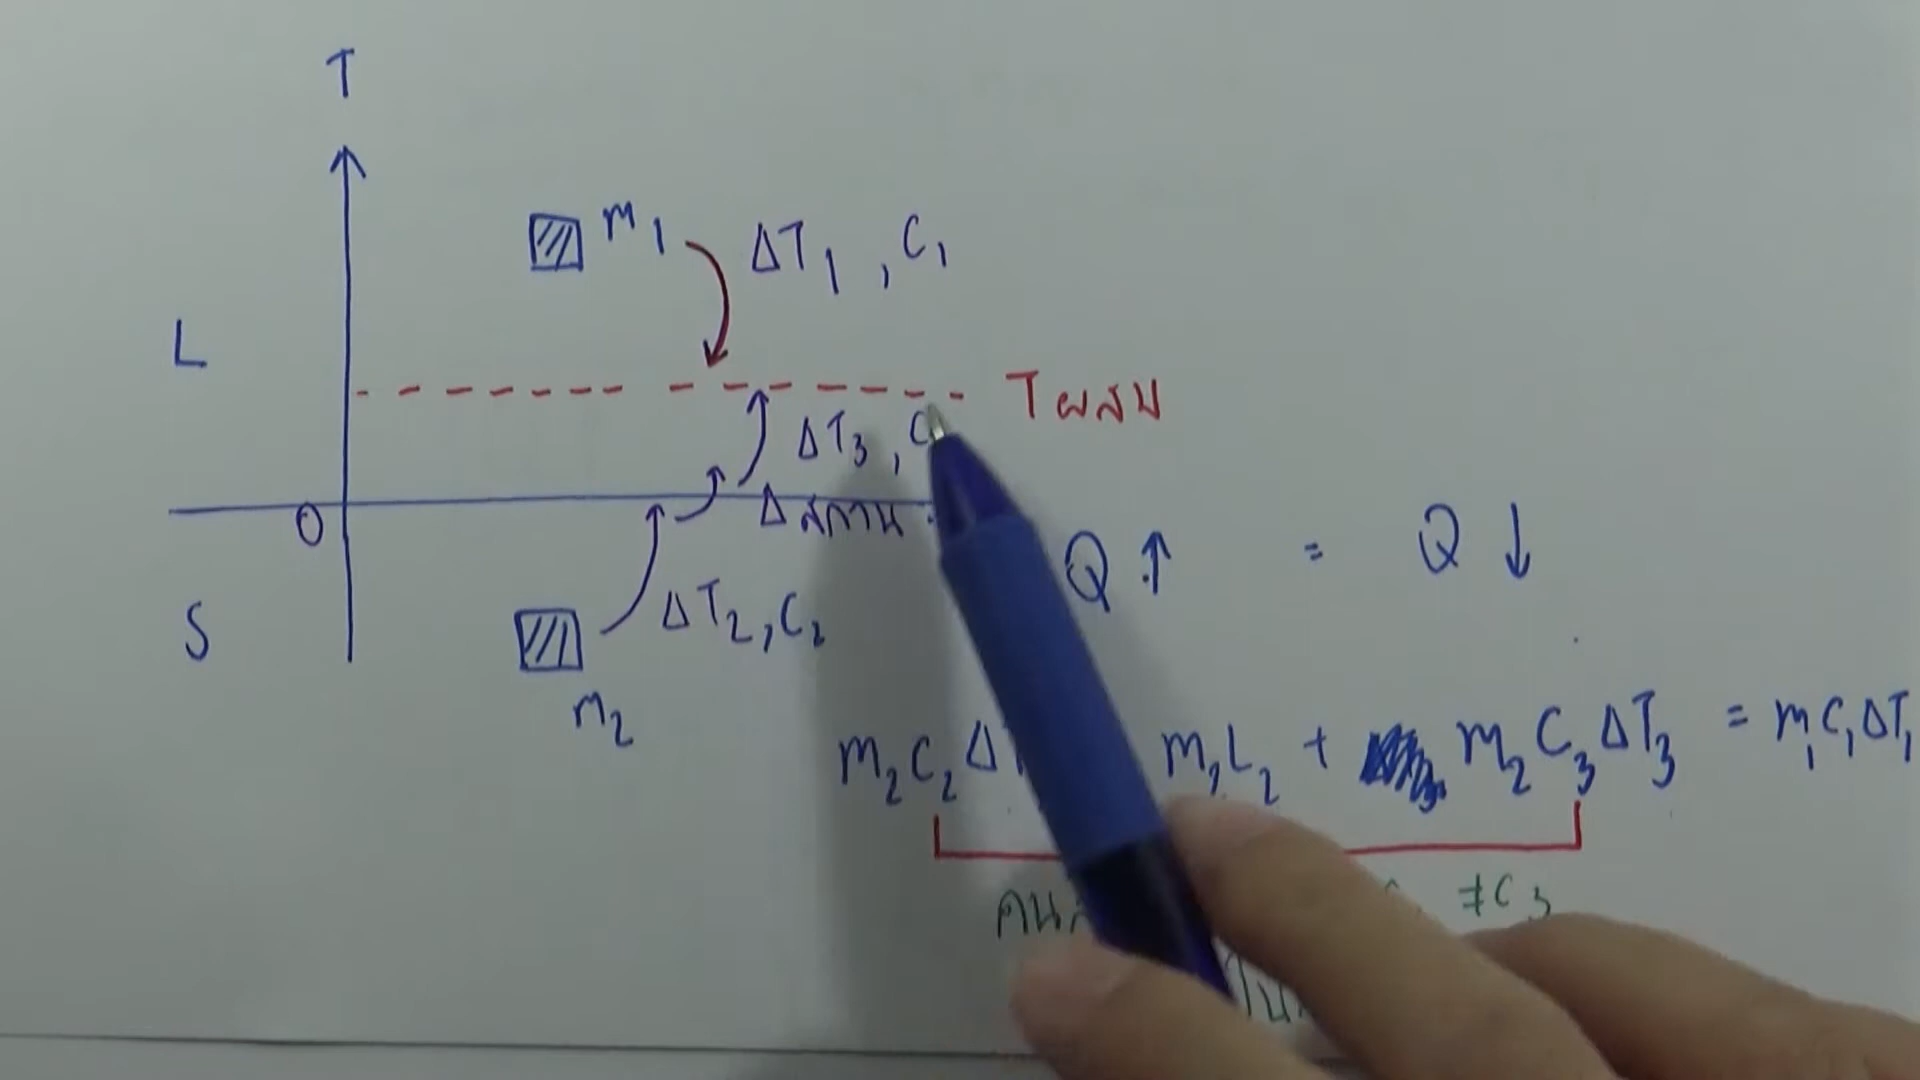 T
m₁ ΔT₁ , C₁
L
T ผสม
ΔT₃ , C
0
Δสถานะ
Q ↑ = Q ↓
S
ΔT₂, C₂
m₂
m₂C₂Δ m₂L₂ + m₂C₃ΔT₃ = m₁C₁ΔT₁
≠C₃